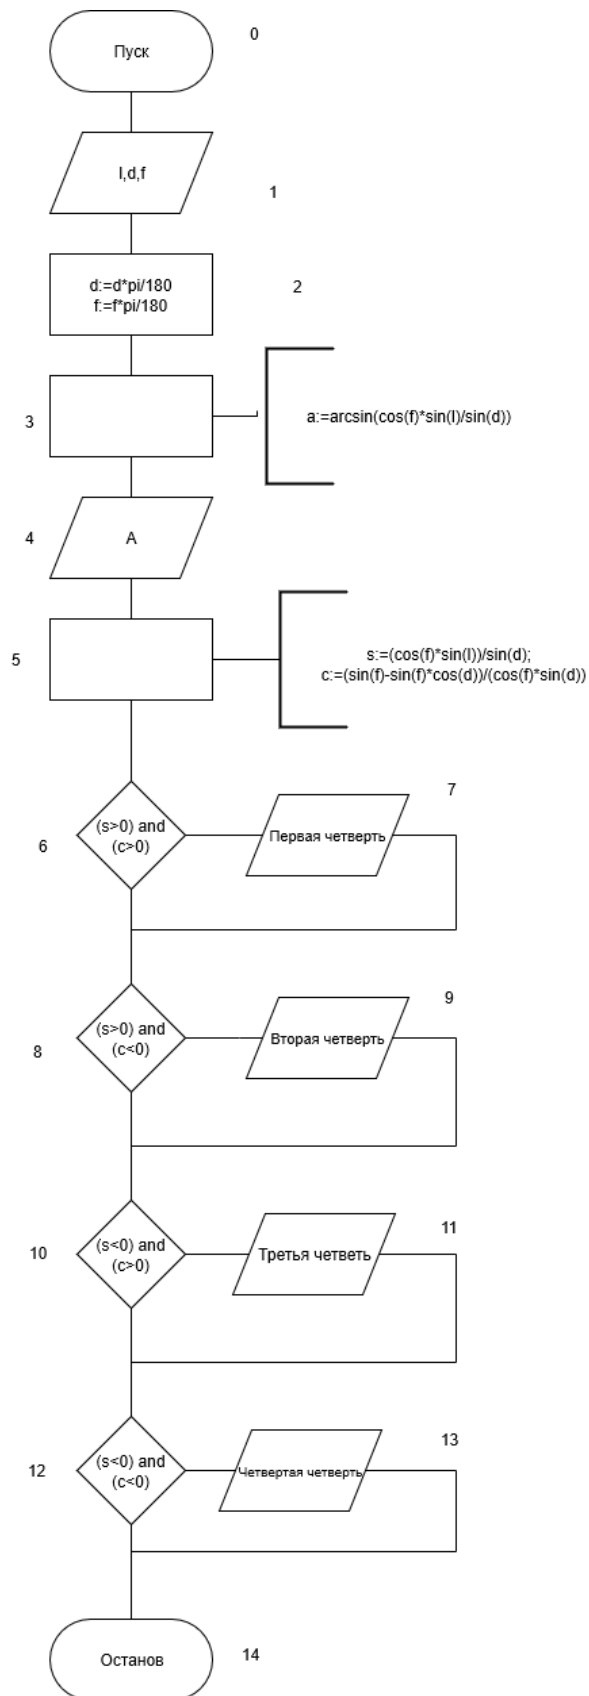 Пуск
0
l,d,f
1
d:=d*pi/180
f:=f*pi/180
2
3
a:=arcsin(cos(f)*sin(l)/sin(d))
4
A
5
s:=(cos(f)*sin(l))/sin(d);
c:=(sin(f)-sin(f)*cos(d))/(cos(f)*sin(d))
6
(s>0) and
(c>0)
Первая четверть
7
8
(s>0) and
(c<0)
Вторая четверть
9
10
(s<0) and
(c>0)
Третья четветь
11
12
(s<0) and
(c<0)
Четвертая четверть
13
Останов
14